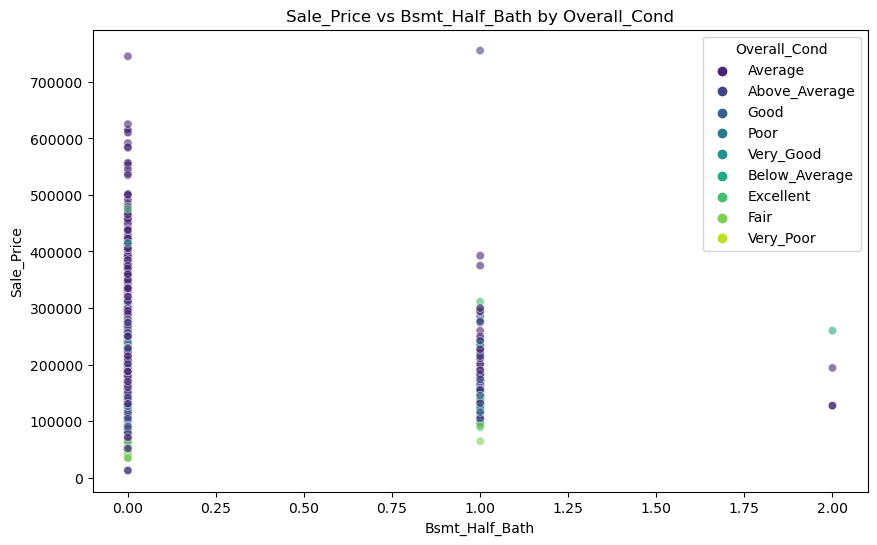 Sale_Price vs Bsmt_Half_Bath by Overall_Cond
Overall_Cond
Average
Above_Average
Good
Poor
Very_Good
Below_Average
Excellent
Fair
Very_Poor
Sale_Price
700000
600000
500000
400000
300000
200000
100000
0
0.00 0.25 0.50 0.75 1.00 1.25 1.50 1.75 2.00
Bsmt_Half_Bath